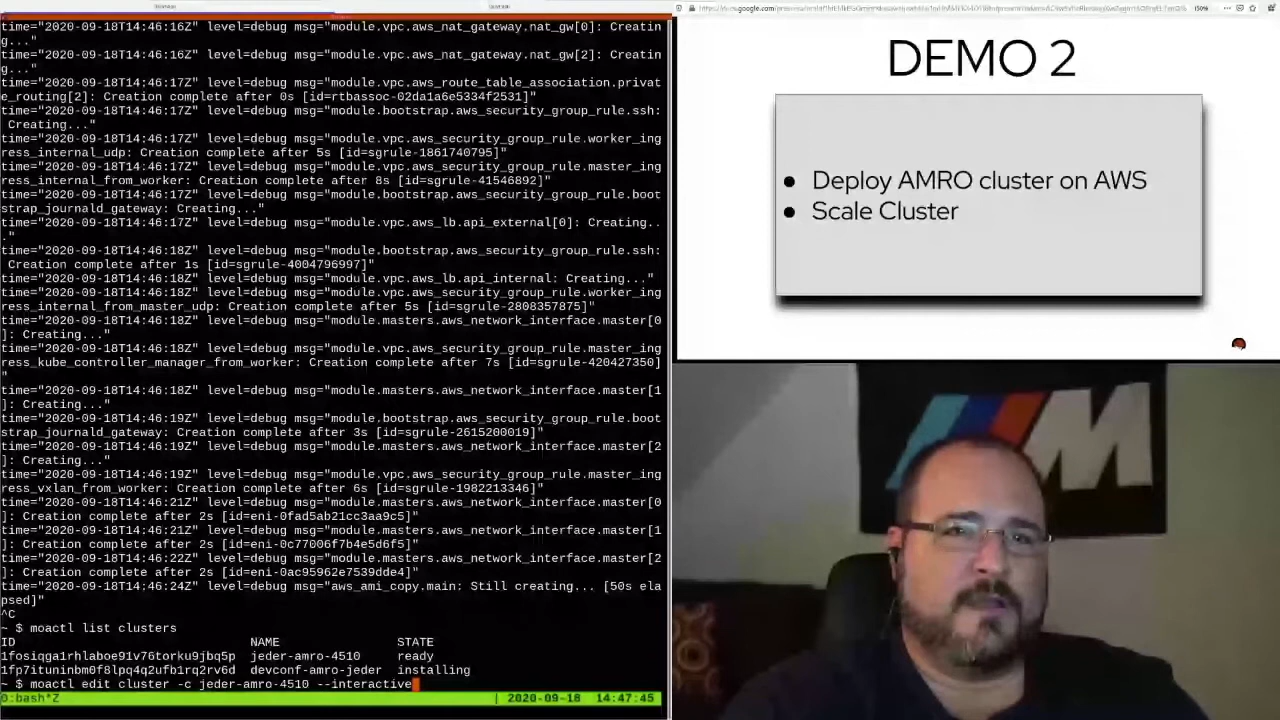 time="2020-09-18T14:46:16Z" level=debug msg="module.vpc.aws_nat_gateway.nat_gw[0]: Creatin
g..."
time="2020-09-18T14:46:16Z" level=debug msg="module.vpc.aws_nat_gateway.nat_gw[2]: Creatin
g..."
time="2020-09-18T14:46:17Z" level=debug msg="module.vpc.aws_route_table_association.privat
e_routing[2]: Creation complete after 0s [id=rtbassoc-02da1a6e5334f2531]"
time="2020-09-18T14:46:17Z" level=debug msg="module.bootstrap.aws_security_group_rule.ssh:
Creating..."
time="2020-09-18T14:46:17Z" level=debug msg="module.vpc.aws_security_group_rule.worker_ing
ress_internal_udp: Creation complete after 5s [id=sgrule-1861740795]"
time="2020-09-18T14:46:17Z" level=debug msg="module.vpc.aws_security_group_rule.master_ing
ress_internal_from_worker: Creation complete after 8s [id=sgrule-41546892]"
time="2020-09-18T14:46:17Z" level=debug msg="module.bootstrap.aws_security_group_rule.boot
strap_journald_gateway: Creating..."
time="2020-09-18T14:46:17Z" level=debug msg="module.vpc.aws_lb.api_external[0]: Creating..
."
time="2020-09-18T14:46:18Z" level=debug msg="module.bootstrap.aws_security_group_rule.ssh:
Creation complete after 1s [id=sgrule-4004796997]"
time="2020-09-18T14:46:18Z" level=debug msg="module.vpc.aws_lb.api_internal: Creating..."
time="2020-09-18T14:46:18Z" level=debug msg="module.vpc.aws_security_group_rule.worker_ing
ress_internal_from_master_udp: Creation complete after 5s [id=sgrule-2808357875]"
time="2020-09-18T14:46:18Z" level=debug msg="module.masters.aws_network_interface.master[0
]: Creating..."
time="2020-09-18T14:46:18Z" level=debug msg="module.vpc.aws_security_group_rule.master_ing
ress_kube_controller_manager_from_worker: Creation complete after 7s [id=sgrule-420427350]
"
time="2020-09-18T14:46:18Z" level=debug msg="module.masters.aws_network_interface.master[1
]: Creating..."
time="2020-09-18T14:46:19Z" level=debug msg="module.bootstrap.aws_security_group_rule.boot
strap_journald_gateway: Creation complete after 3s [id=sgrule-2615200019]"
time="2020-09-18T14:46:19Z" level=debug msg="module.masters.aws_network_interface.master[2
]: Creating..."
time="2020-09-18T14:46:19Z" level=debug msg="module.vpc.aws_security_group_rule.master_ing
ress_vxlan_from_worker: Creation complete after 6s [id=sgrule-1982213346]"
time="2020-09-18T14:46:21Z" level=debug msg="module.masters.aws_network_interface.master[0
]: Creation complete after 2s [id=eni-0fad5ab21cc3aa9c5]"
time="2020-09-18T14:46:21Z" level=debug msg="module.masters.aws_network_interface.master[1
]: Creation complete after 2s [id=eni-0c77006f7b4e5d6f5]"
time="2020-09-18T14:46:22Z" level=debug msg="module.masters.aws_network_interface.master[2
]: Creation complete after 2s [id=eni-0ac95962e7539dde4]"
time="2020-09-18T14:46:24Z" level=debug msg="aws_ami_copy.main: Still creating... [50s ela
psed]"
^C
~ $ moactl list clusters
ID NAME STATE
1fosiqga1rhlaboe91v76torku9jbq5p jeder-amro-4510 ready
1fp7ituninbm0f8lpq4q2ufb1rq2rv6d devconf-amro-jeder installing
~ $ moactl edit cluster -c jeder-amro-4510 --interactive
0:bash*Z 2020-09-18 14:47:45
150%
DEMO 2
● Deploy AMRO cluster on AWS
● Scale Cluster
M